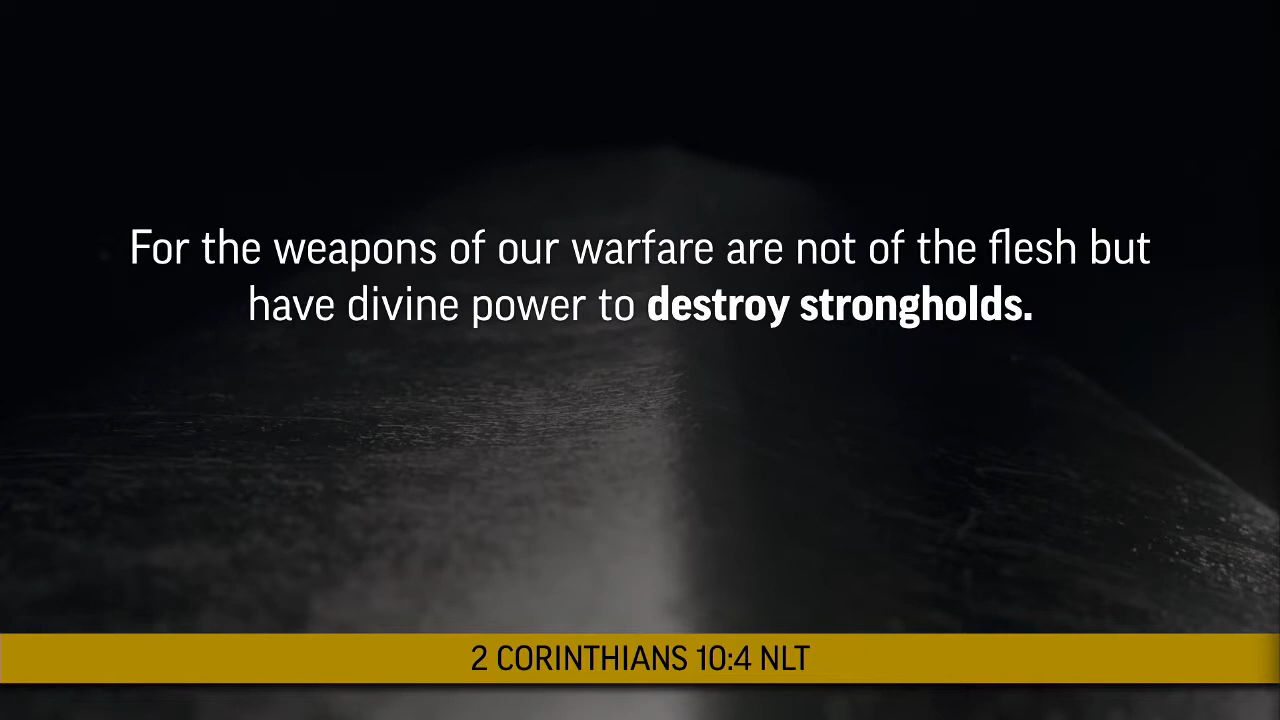 For the weapons of our warfare are not of the flesh but
have divine power to destroy strongholds.
2 CORINTHIANS 10:4 NLT